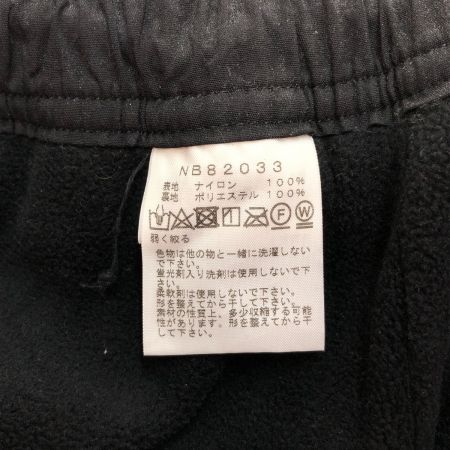 NB82033
表地 ナイロン 100%
裏地 ポリエステル 100%
F W
弱く絞る
色物は他の物と一緒に洗濯しない
で下さい。
蛍光剤入り洗剤は使用しないで下
さい。
柔軟剤は使用しないで下さい。
形を整えてから干して下さい。
素材の性質上、多少収縮する可能
性があります。形を整えてから干
して下さい。